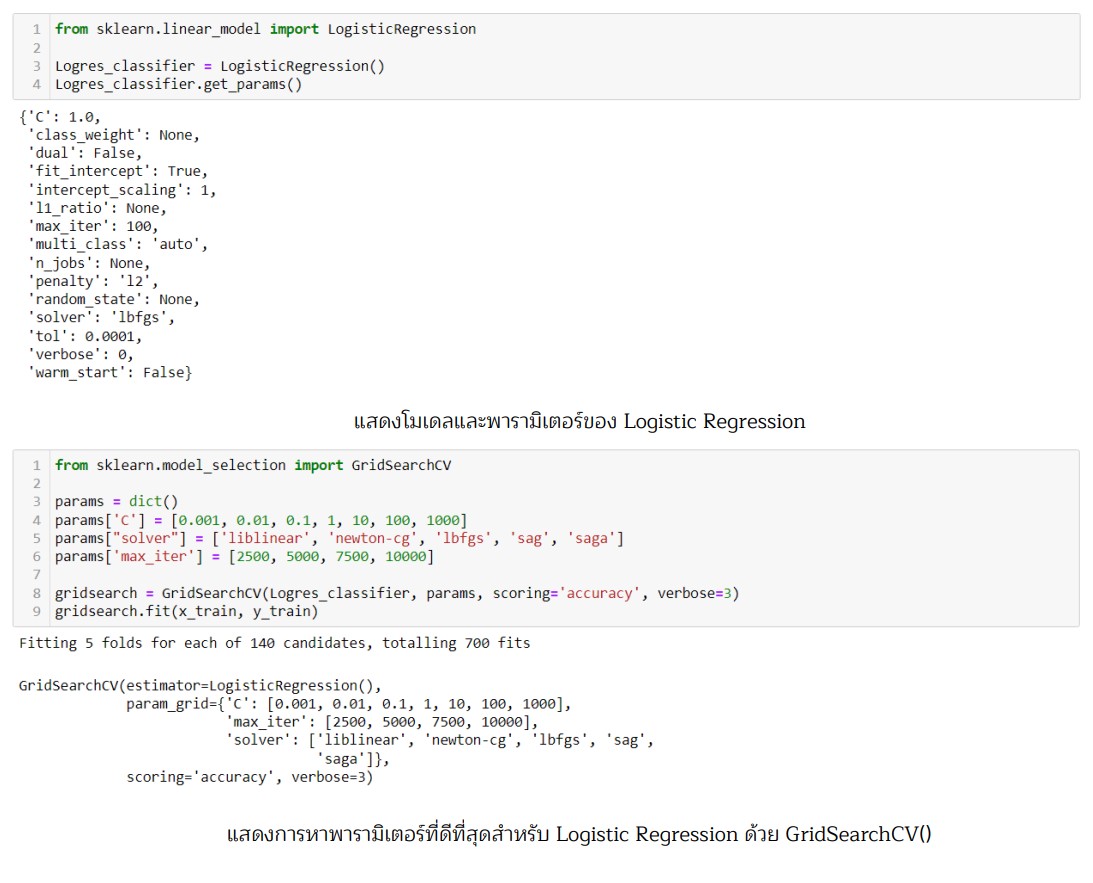 1 from sklearn.linear_model import LogisticRegression
2
3 Logres_classifier = LogisticRegression()
4 Logres_classifier.get_params()
{'C': 1.0,
 'class_weight': None,
 'dual': False,
 'fit_intercept': True,
 'intercept_scaling': 1,
 'l1_ratio': None,
 'max_iter': 100,
 'multi_class': 'auto',
 'n_jobs': None,
 'penalty': 'l2',
 'random_state': None,
 'solver': 'lbfgs',
 'tol': 0.0001,
 'verbose': 0,
 'warm_start': False}
แสดงโมเดลและพารามิเตอร์ของ Logistic Regression
1 from sklearn.model_selection import GridSearchCV
2
3 params = dict()
4 params['C'] = [0.001, 0.01, 0.1, 1, 10, 100, 1000]
5 params["solver"] = ['liblinear', 'newton-cg', 'lbfgs', 'sag', 'saga']
6 params['max_iter'] = [2500, 5000, 7500, 10000]
7
8 gridsearch = GridSearchCV(Logres_classifier, params, scoring='accuracy', verbose=3)
9 gridsearch.fit(x_train, y_train)
Fitting 5 folds for each of 140 candidates, totalling 700 fits
GridSearchCV(estimator=LogisticRegression(),
             param_grid={'C': [0.001, 0.01, 0.1, 1, 10, 100, 1000],
                         'max_iter': [2500, 5000, 7500, 10000],
                         'solver': ['liblinear', 'newton-cg', 'lbfgs', 'sag',
                                    'saga']},
             scoring='accuracy', verbose=3)
แสดงการหาพารามิเตอร์ที่ดีที่สุดสำหรับ Logistic Regression ด้วย GridSearchCV()